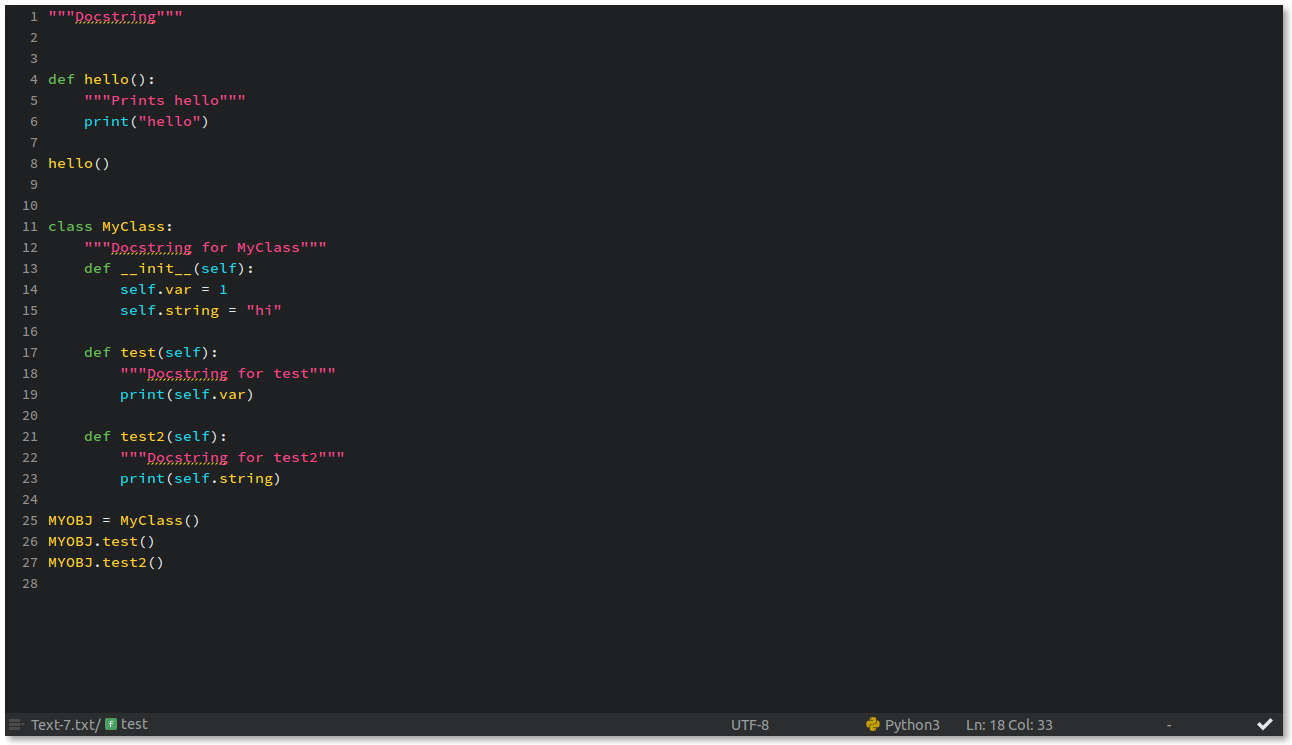 1 """Docstring"""
2
3
4 def hello():
5     """Prints hello"""
6     print("hello")
7
8 hello()
9
10
11 class MyClass:
12     """Docstring for MyClass"""
13     def __init__(self):
14         self.var = 1
15         self.string = "hi"
16
17     def test(self):
18         """Docstring for test"""
19         print(self.var)
20
21     def test2(self):
22         """Docstring for test2"""
23         print(self.string)
24
25 MYOBJ = MyClass()
26 MYOBJ.test()
27 MYOBJ.test2()
28
Text-7.txt/ f test UTF-8 Python3 Ln: 18 Col: 33 -